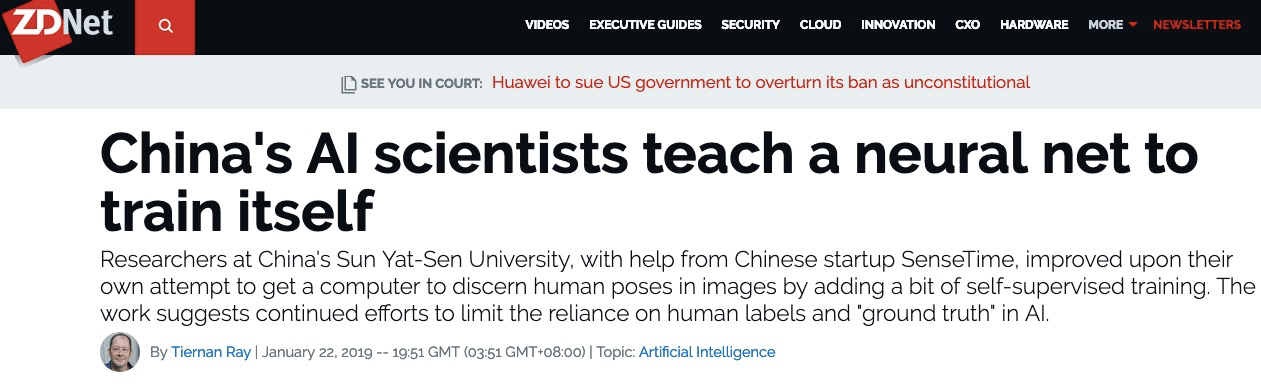 ZDNet
VIDEOS EXECUTIVE GUIDES SECURITY CLOUD INNOVATION CXO HARDWARE MORE NEWSLETTERS
SEE YOU IN COURT: Huawei to sue US government to overturn its ban as unconstitutional
China's AI scientists teach a neural net to
train itself
Researchers at China's Sun Yat-Sen University, with help from Chinese startup SenseTime, improved upon their
own attempt to get a computer to discern human poses in images by adding a bit of self-supervised training. The
work suggests continued efforts to limit the reliance on human labels and "ground truth" in AI.
By Tiernan Ray | January 22, 2019 -- 19:51 GMT (03:51 GMT+08:00) | Topic: Artificial Intelligence